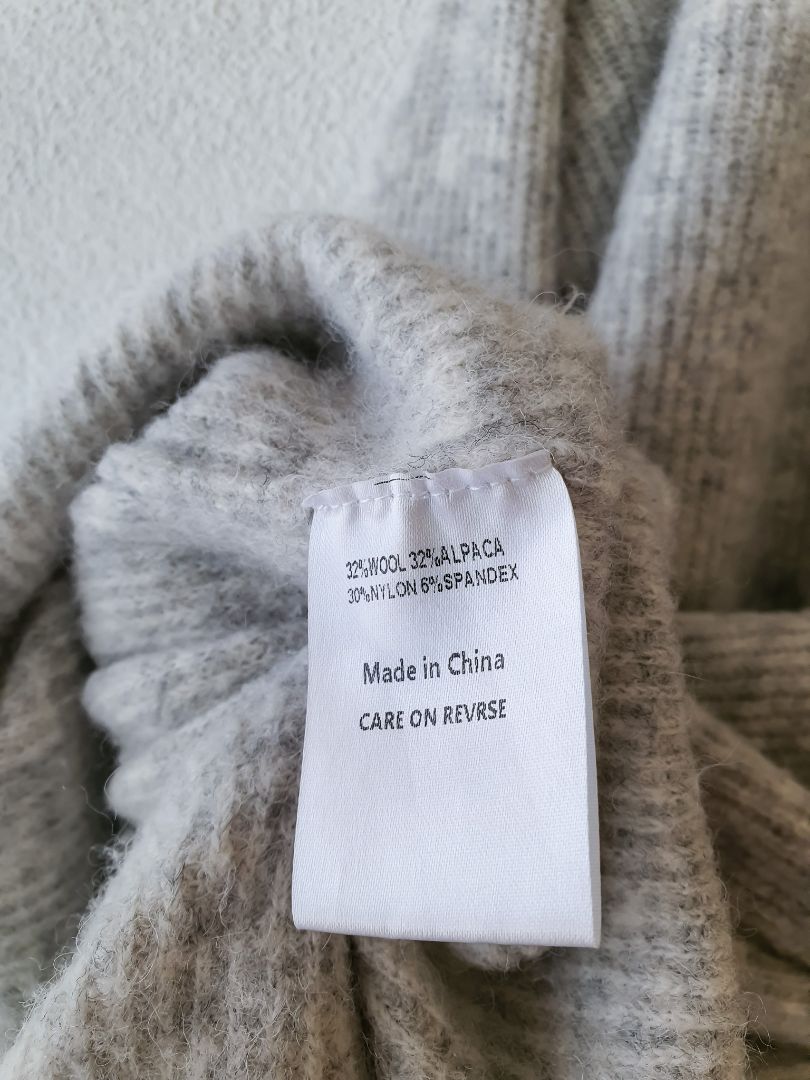 32%WOOL 32%ALPACA
30%NYLON 6%SPANDEX
Made in China
CARE ON REVRSE